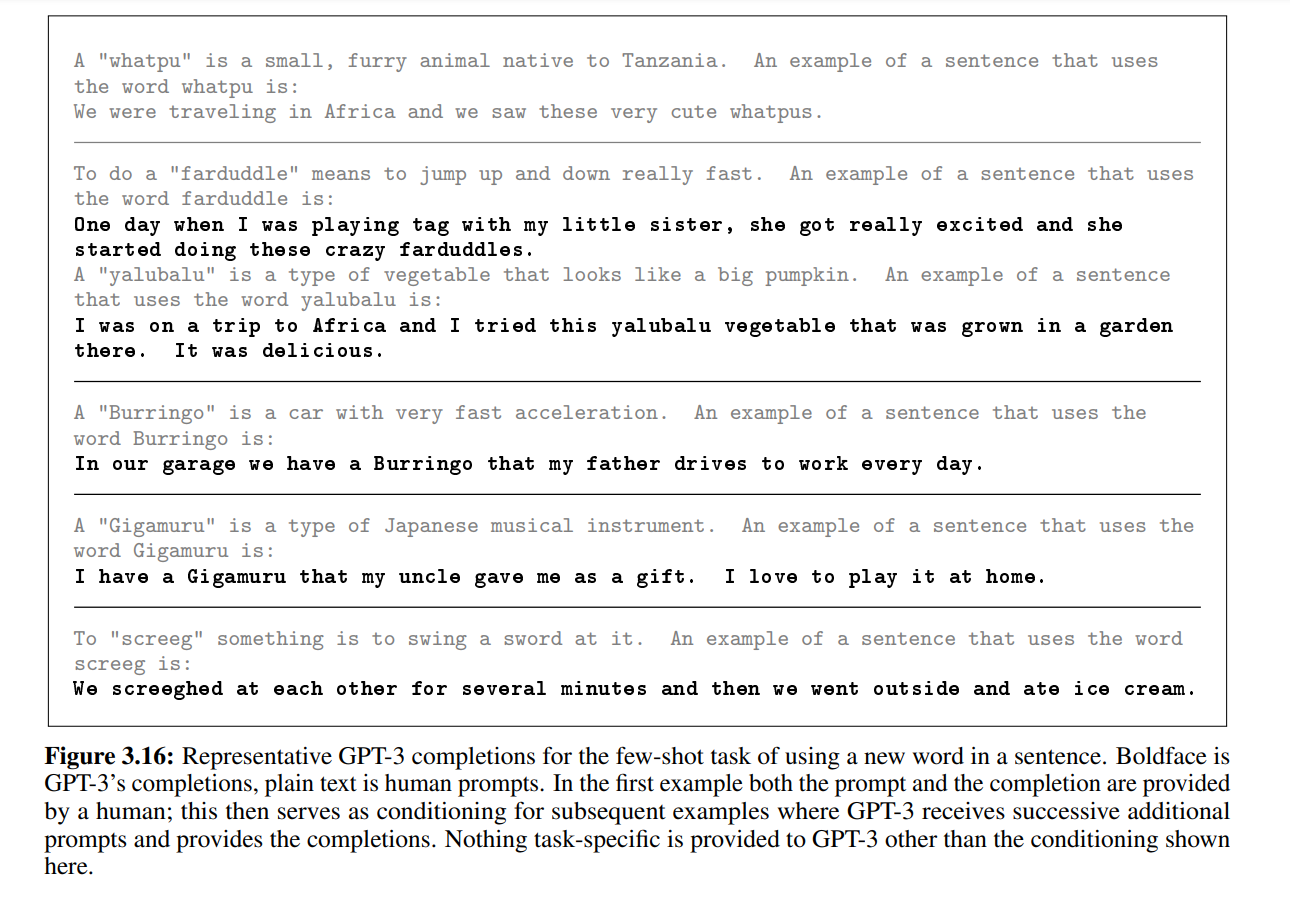 A "whatpu" is a small, furry animal native to Tanzania. An example of a sentence that uses
the word whatpu is:
We were traveling in Africa and we saw these very cute whatpus.
To do a "farduddle" means to jump up and down really fast. An example of a sentence that uses
the word farduddle is:
One day when I was playing tag with my little sister, she got really excited and she
started doing these crazy farduddles.
A "yalubalu" is a type of vegetable that looks like a big pumpkin. An example of a sentence
that uses the word yalubalu is:
I was on a trip to Africa and I tried this yalubalu vegetable that was grown in a garden
there. It was delicious.
A "Burringo" is a car with very fast acceleration. An example of a sentence that uses the
word Burringo is:
In our garage we have a Burringo that my father drives to work every day.
A "Gigamuru" is a type of Japanese musical instrument. An example of a sentence that uses the
word Gigamuru is:
I have a Gigamuru that my uncle gave me as a gift. I love to play it at home.
To "screeg" something is to swing a sword at it. An example of a sentence that uses the word
screeg is:
We screeghed at each other for several minutes and then we went outside and ate ice cream.
Figure 3.16: Representative GPT-3 completions for the few-shot task of using a new word in a sentence. Boldface is
GPT-3's completions, plain text is human prompts. In the first example both the prompt and the completion are provided
by a human; this then serves as conditioning for subsequent examples where GPT-3 receives successive additional
prompts and provides the completions. Nothing task-specific is provided to GPT-3 other than the conditioning shown
here.